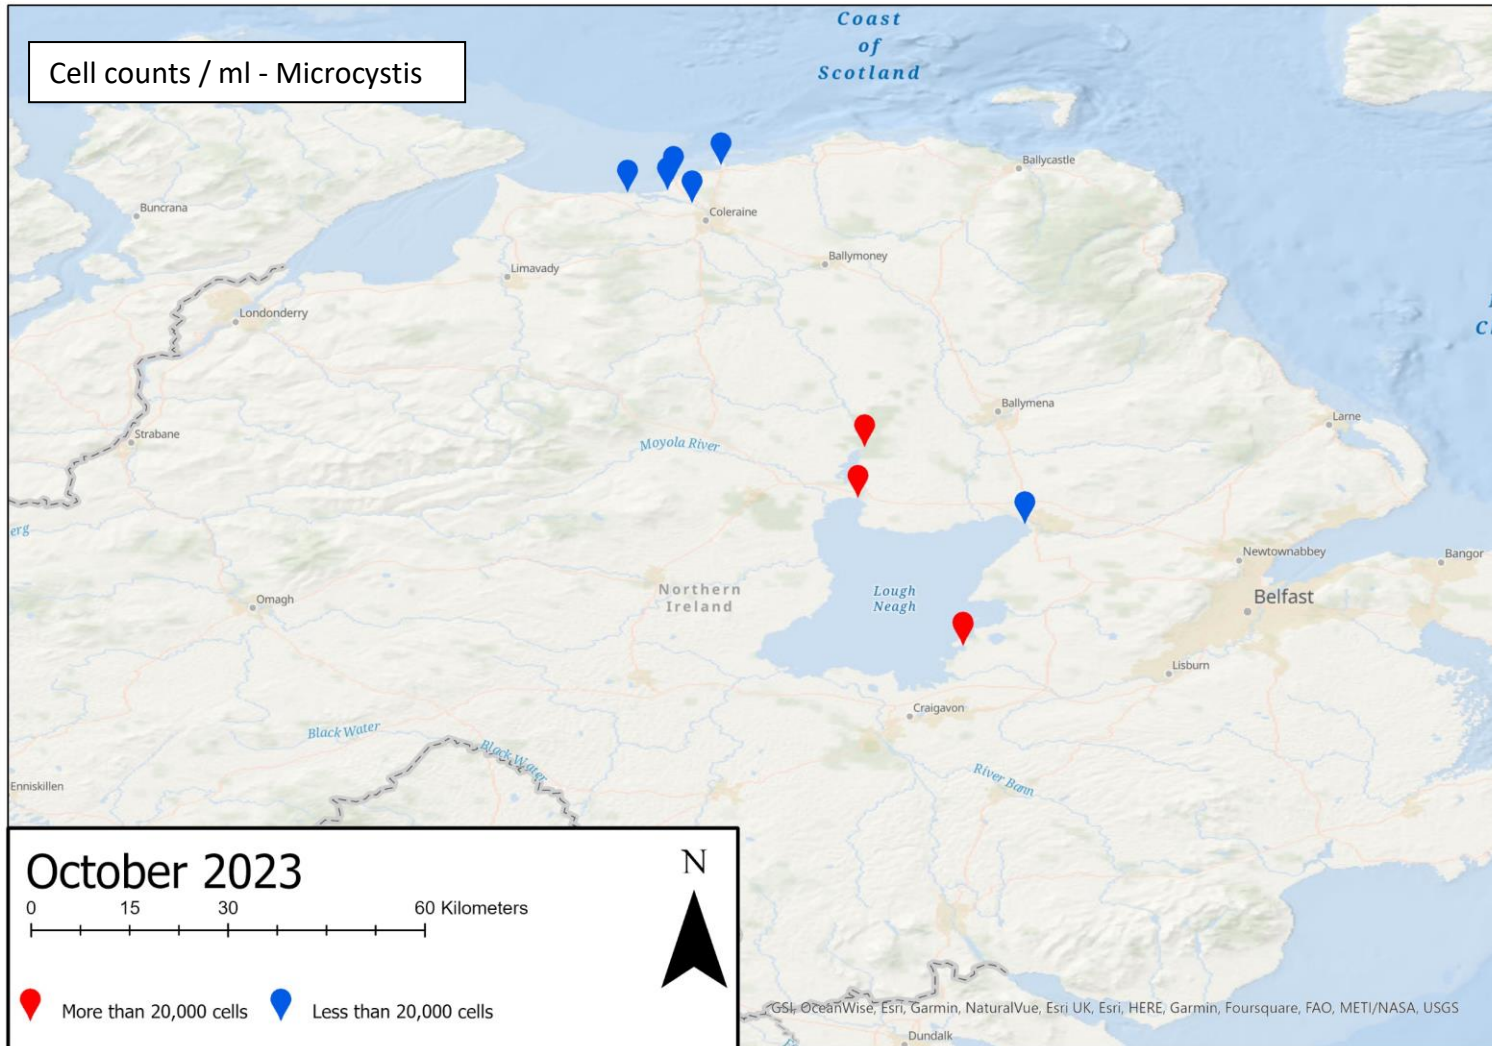 Coast
of
Scotland
Cell counts / ml - Microcystis
Ballycastle
Buncrana
Coleraine
Ballymoney
Limavady
Londonderry
Ballymena
Larne
Strabane
Moyola River
erg
Newtownabbey
Bangor
Northern
Ireland
Lough
Neagh
Belfast
Omagh
Lisburn
Craigavon
Black Water
Black Water
River Bann
Enniskillen
October 2023
N
0 15 30 60 Kilometers
More than 20,000 cells Less than 20,000 cells
GSI, OceanWise, Esri, Garmin, NaturalVue, Esri UK, Esri, HERE, Garmin, Foursquare, FAO, METI/NASA, USGS
Dundalk